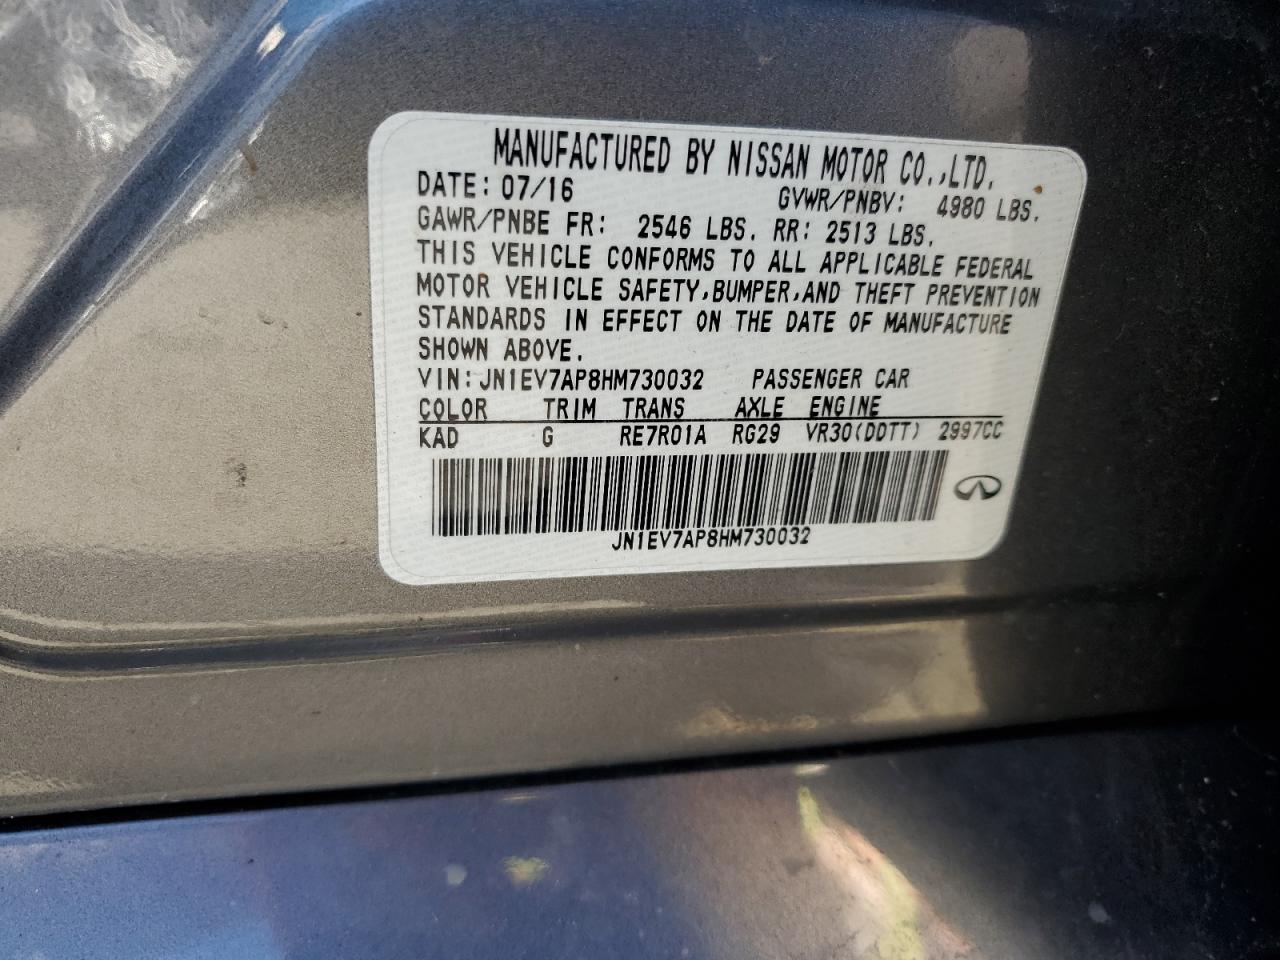 MANUFACTURED BY NISSAN MOTOR CO.,LTD.
DATE: 07/16 GVWR/PNBV: 4980 LBS.
GAWR/PNBE FR: 2546 LBS. RR: 2513 LBS.
THIS VEHICLE CONFORMS TO ALL APPLICABLE FEDERAL
MOTOR VEHICLE SAFETY,BUMPER,AND THEFT PREVENTION
STANDARDS IN EFFECT ON THE DATE OF MANUFACTURE
SHOWN ABOVE.
VIN:JN1EV7AP8HM730032 PASSENGER CAR
COLOR TRIM TRANS AXLE ENGINE
KAD G RE7R01A RG29 VR30(DDTT) 2997CC
JN1EV7AP8HM730032